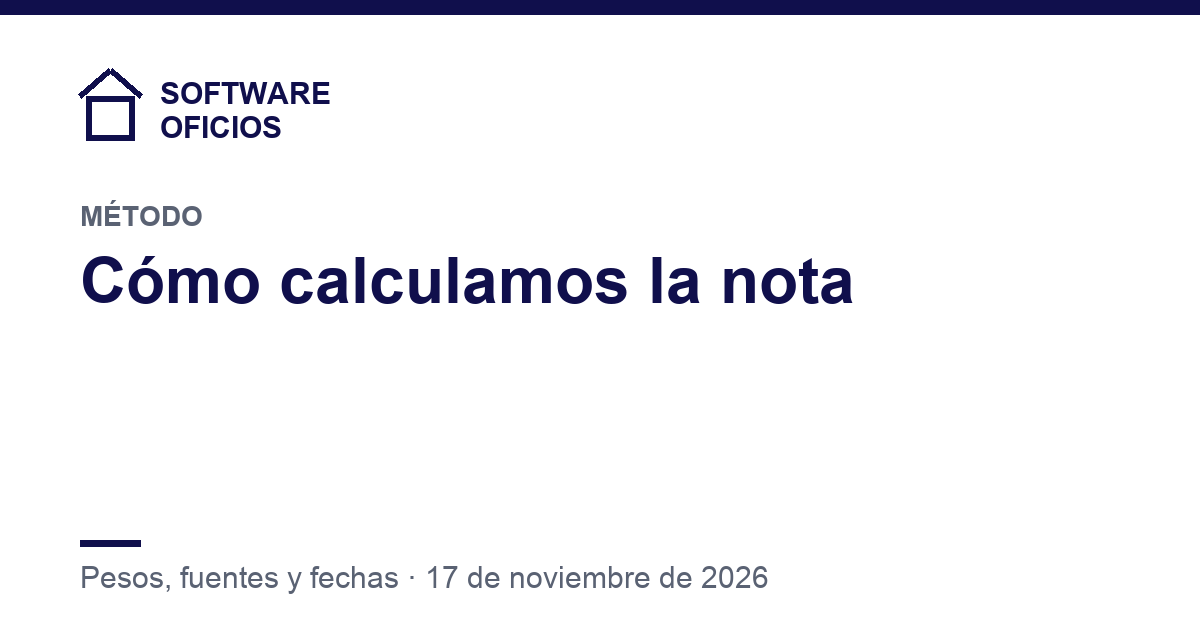 SOFTWARE
OFICIOS
MÉTODO
Cómo calculamos la nota
Pesos, fuentes y fechas · 17 de noviembre de 2026